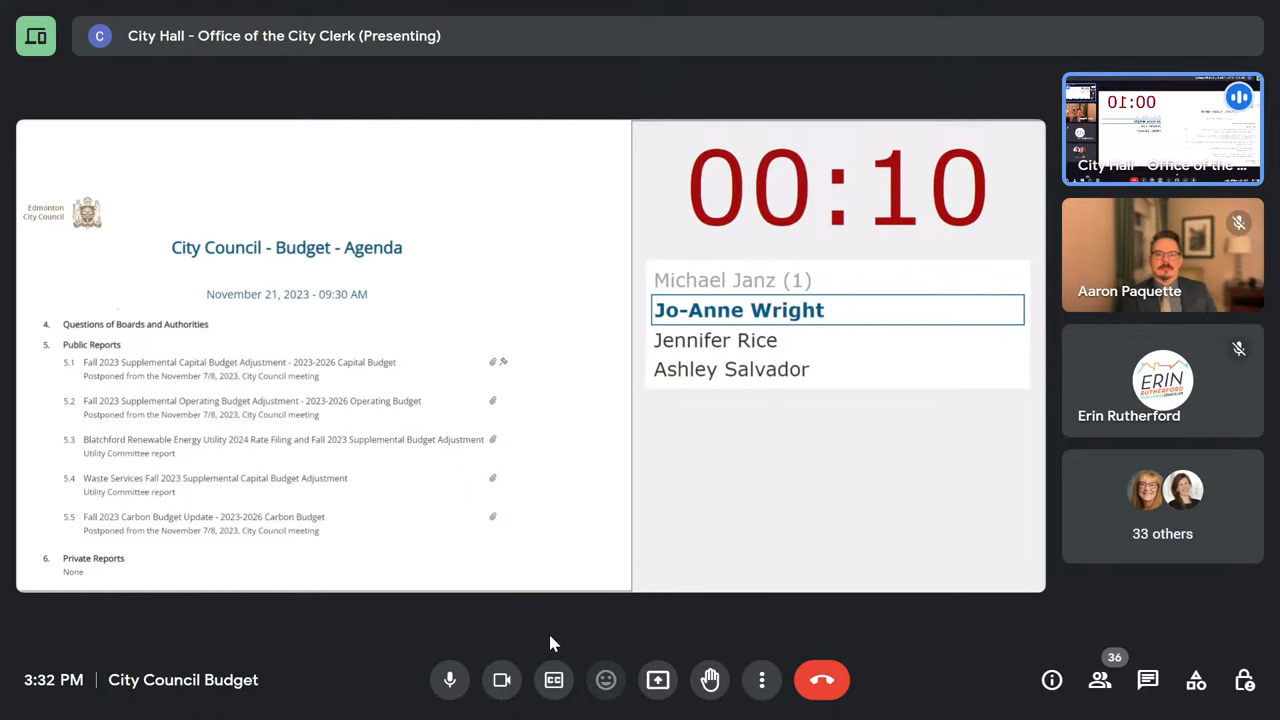 C City Hall - Office of the City Clerk (Presenting)
Edmonton
City Council
City Council - Budget - Agenda
November 21, 2023 - 09:30 AM
4. Questions of Boards and Authorities
5. Public Reports
5.1 Fall 2023 Supplemental Capital Budget Adjustment - 2023-2026 Capital Budget
Postponed from the November 7/8, 2023, City Council meeting
5.2 Fall 2023 Supplemental Operating Budget Adjustment - 2023-2026 Operating Budget
Postponed from the November 7/8, 2023, City Council meeting
5.3 Blatchford Renewable Energy Utility 2024 Rate Filing and Fall 2023 Supplemental Budget Adjustment
Utility Committee report
5.4 Waste Services Fall 2023 Supplemental Capital Budget Adjustment
Utility Committee report
5.5 Fall 2023 Carbon Budget Update - 2023-2026 Carbon Budget
Postponed from the November 7/8, 2023, City Council meeting
6. Private Reports
None
00:10
Michael Janz (1)
Jo-Anne Wright
Jennifer Rice
Ashley Salvador
01:00
City Hall - Office of the ...
Aaron Paquette
ERIN
RUTHERFORD
Erin Rutherford
33 others
3:32 PM | City Council Budget
CC
36